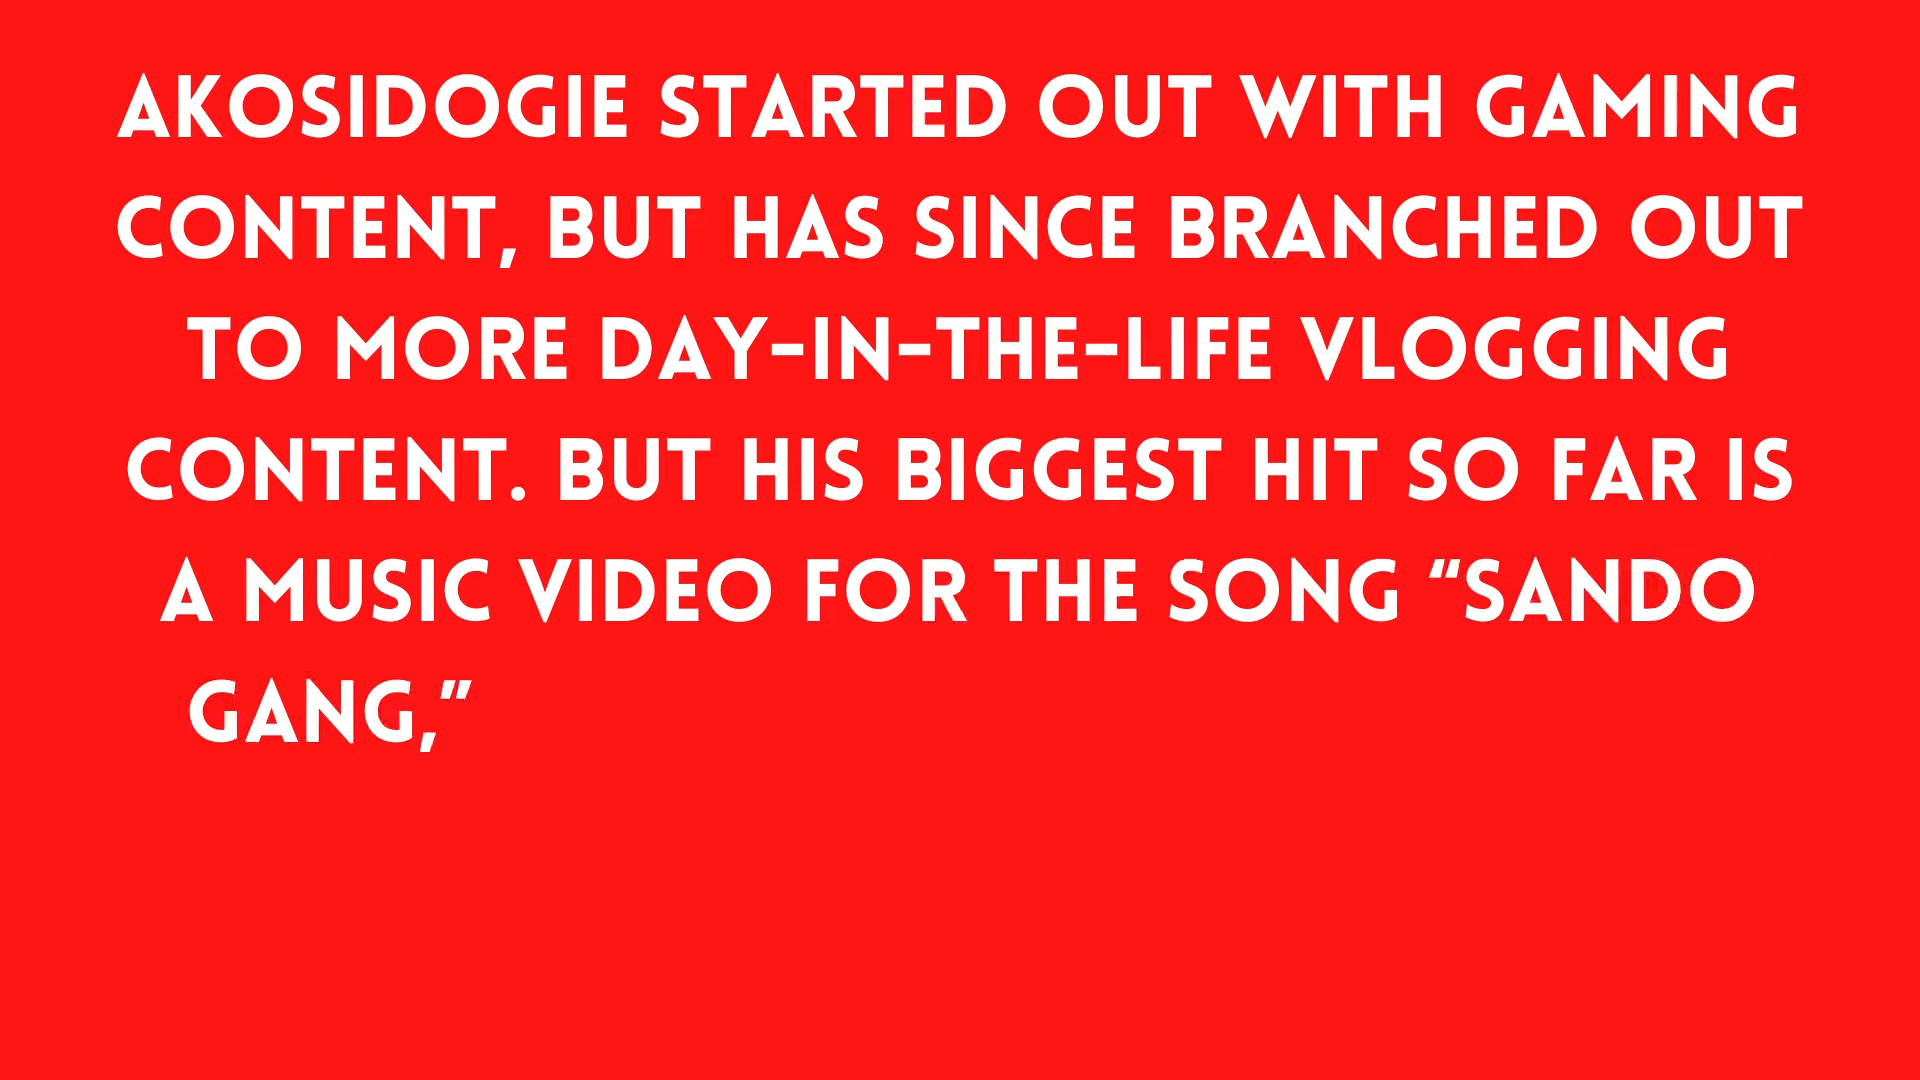 AKOSIDOGIE STARTED OUT WITH GAMING
CONTENT, BUT HAS SINCE BRANCHED OUT
TO MORE DAY-IN-THE-LIFE VLOGGING
CONTENT. BUT HIS BIGGEST HIT SO FAR IS
A MUSIC VIDEO FOR THE SONG “SANDO
GANG,”